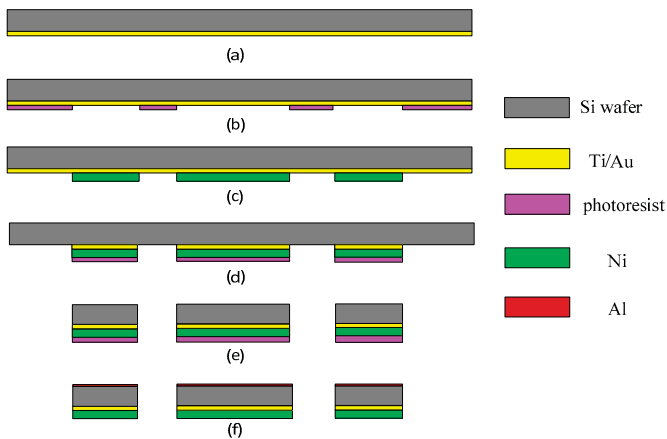 (a)
(b)
(c)
(d)
(e)
(f)
Si wafer
Ti/Au
photoresist
Ni
Al